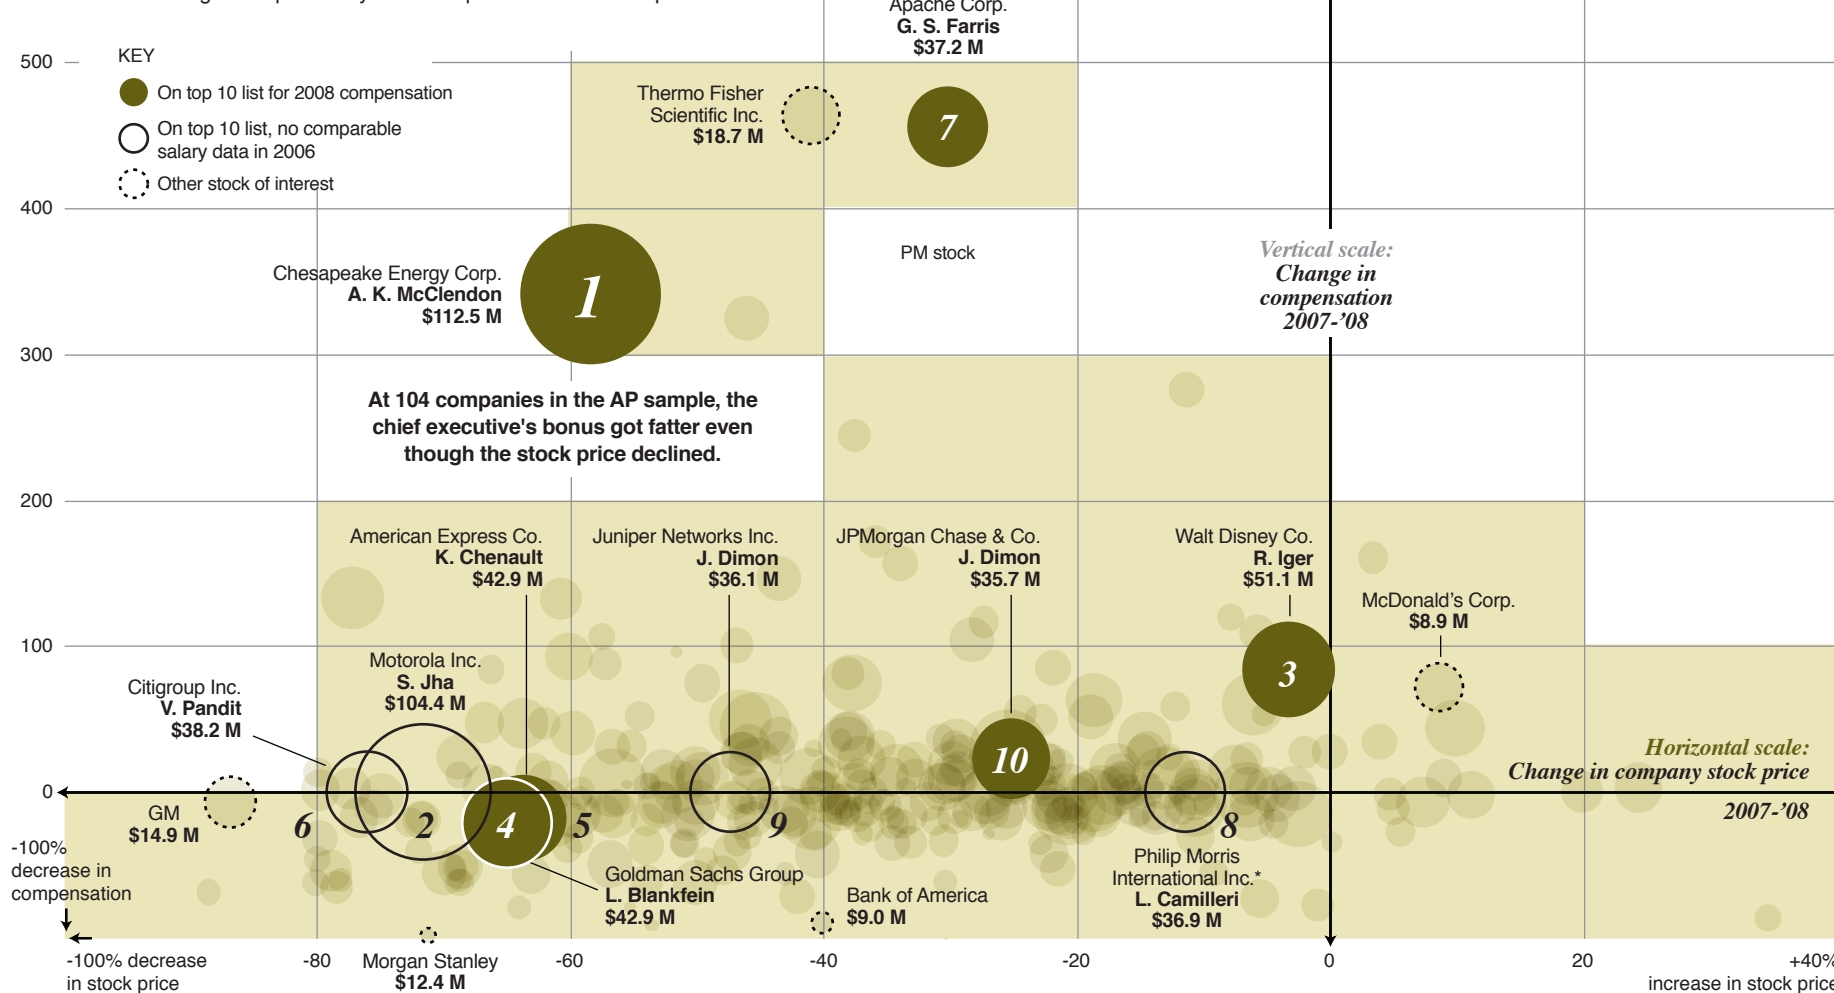 Apache Corp.
G. S. Farris
$37.2 M
KEY
On top 10 list for 2008 compensation
On top 10 list, no comparable
salary data in 2006
Other stock of interest
500
400
300
200
100
0
Thermo Fisher
Scientific Inc.
$18.7 M
7
Chesapeake Energy Corp.
A. K. McClendon
$112.5 M
1
PM stock
Vertical scale:
Change in
compensation
2007-’08
At 104 companies in the AP sample, the
chief executive's bonus got fatter even
though the stock price declined.
American Express Co.
K. Chenault
$42.9 M
Juniper Networks Inc.
J. Dimon
$36.1 M
JPMorgan Chase & Co.
J. Dimon
$35.7 M
Walt Disney Co.
R. Iger
$51.1 M
McDonald’s Corp.
$8.9 M
Motorola Inc.
S. Jha
$104.4 M
Citigroup Inc.
V. Pandit
$38.2 M
3
10
Horizontal scale:
Change in company stock price
2007-’08
GM
$14.9 M
6
2
4
5
9
8
-100%
decrease in
compensation
Goldman Sachs Group
L. Blankfein
$42.9 M
Bank of America
$9.0 M
Philip Morris
International Inc.*
L. Camilleri
$36.9 M
-100% decrease
in stock price
-80
Morgan Stanley
$12.4 M
-60
-40
-20
0
20
+40%
increase in stock price